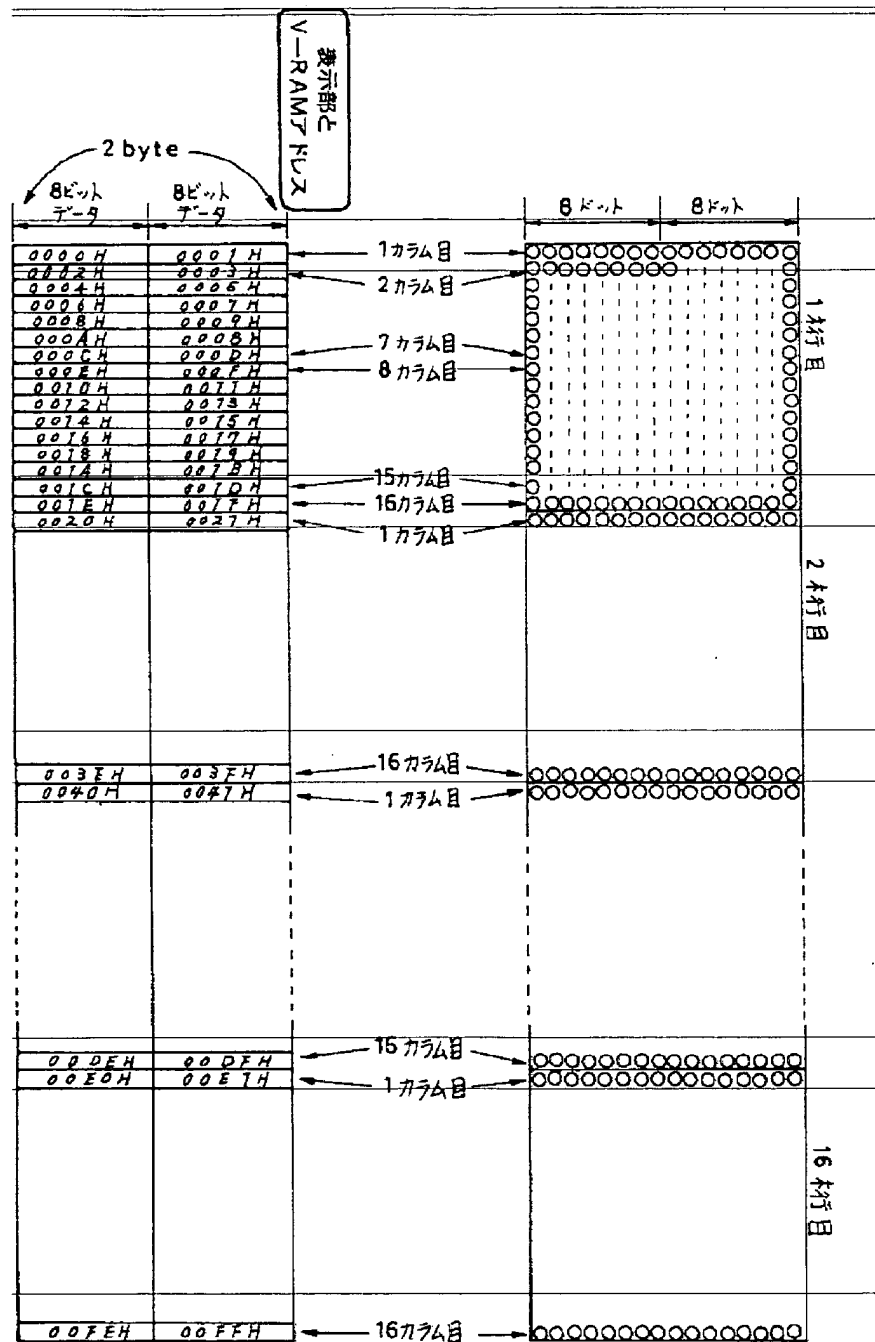 表示部と
V－RAMアドレス
2 byte
8ビット 8ビット
データ データ
8ドット 8ドット
0000H 0001H 1カラム目
0002H 0003H 2カラム目
0004H 0005H
0006H 0007H
0008H 0009H
000AH 000BH
000CH 000DH 7カラム目
000EH 000FH 8カラム目
0010H 0011H
0012H 0013H
0014H 0015H
0016H 0017H
0018H 0019H
001AH 001BH
001CH 001DH 15カラム目
001EH 001FH 16カラム目
0020H 0021H 1カラム目
1桁目
2桁目
003EH 003FH 16カラム目
0040H 0041H 1カラム目
00DEH 00DFH 15カラム目
00E0H 00E1H 1カラム目
16桁目
00FEH 00FFH 16カラム目